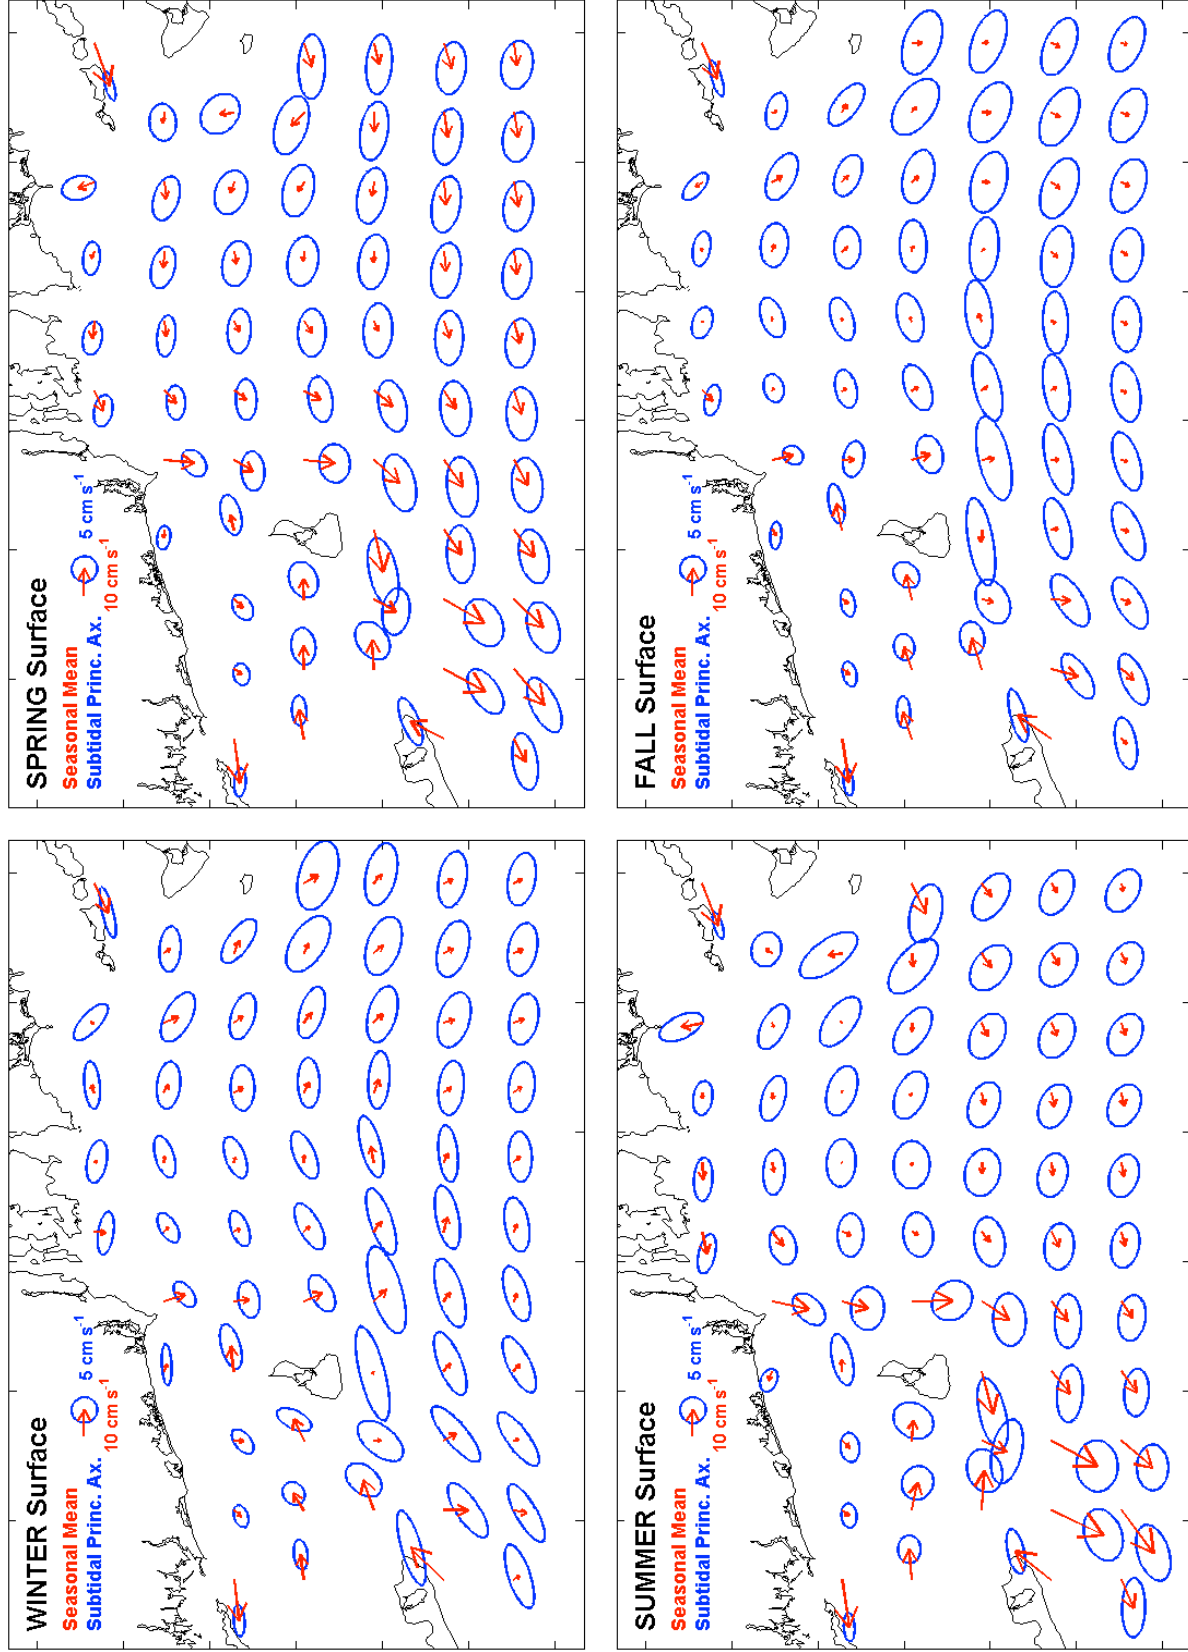 SPRING Surface
Seasonal Mean
Subtidal Princ. Ax.
5 cm s-1
10 cm s-1
FALL Surface
Seasonal Mean
Subtidal Princ. Ax.
5 cm s-1
10 cm s-1
WINTER Surface
Seasonal Mean
Subtidal Princ. Ax.
5 cm s-1
10 cm s-1
SUMMER Surface
Seasonal Mean
Subtidal Princ. Ax.
5 cm s-1
10 cm s-1